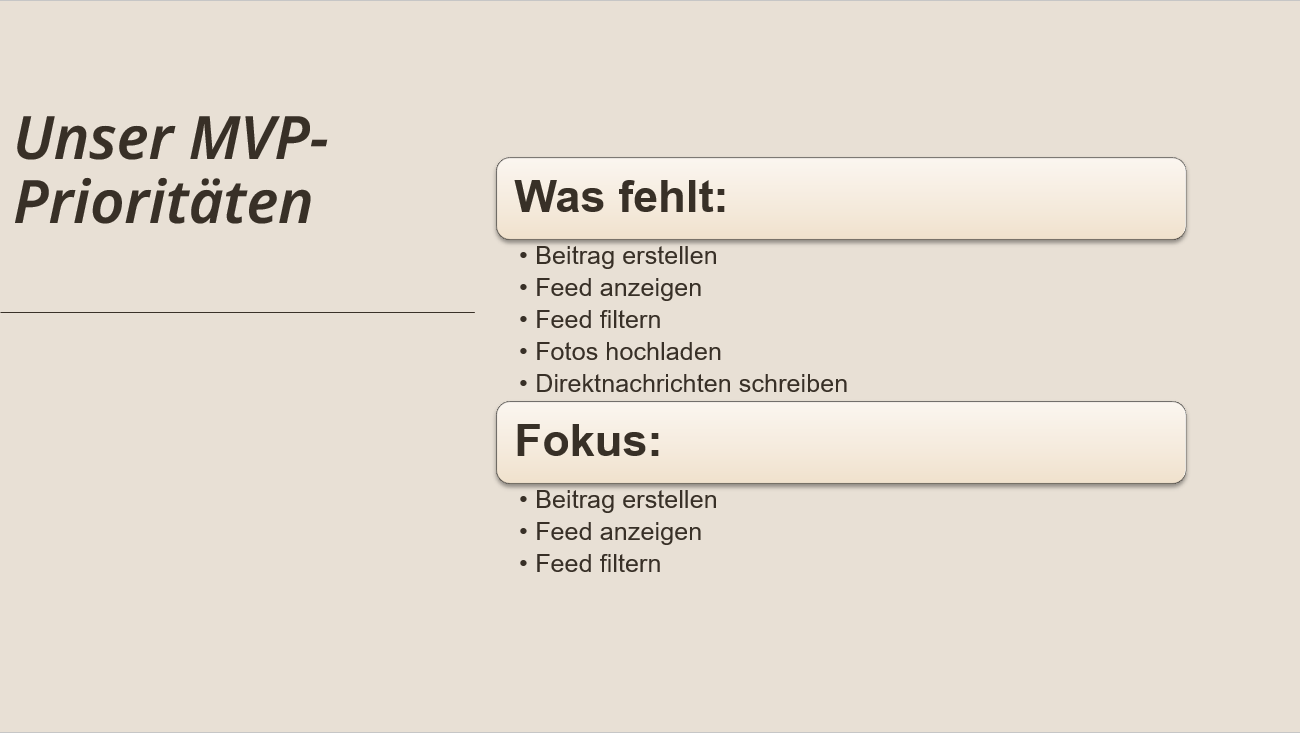 Unser MVP-
Prioritäten
Was fehlt:
• Beitrag erstellen
• Feed anzeigen
• Feed filtern
• Fotos hochladen
• Direktnachrichten schreiben
Fokus:
• Beitrag erstellen
• Feed anzeigen
• Feed filtern